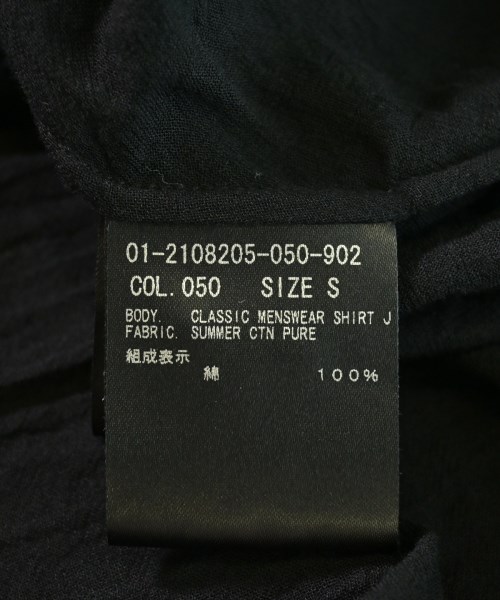 01-2108205-050-902
COL.050 SIZE S
BODY. CLASSIC MENSWEAR SHIRT J
FABRIC. SUMMER CTN PURE
組成表示
綿 100%